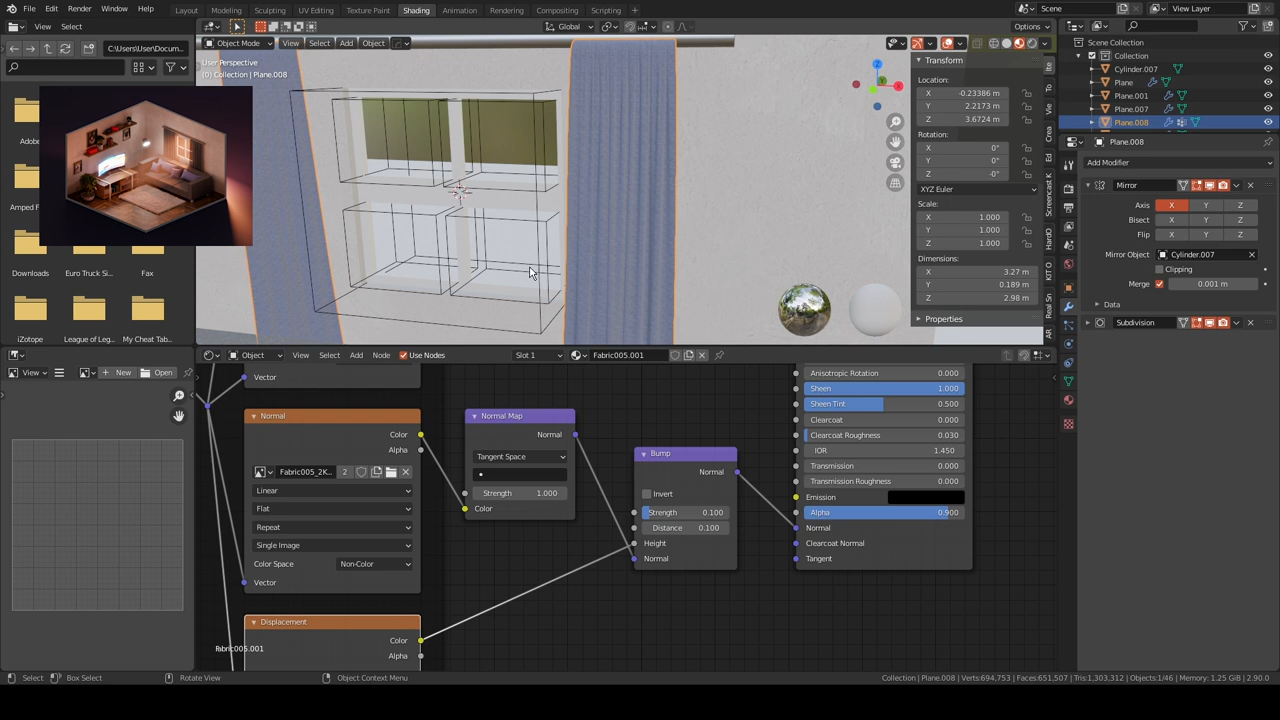 File Edit Render Window Help
Layout Modeling Sculpting UV Editing Texture Paint Shading Animation Rendering Compositing Scripting
Scene
View Layer
View Select
Global
Options
C:\Users\User\Docum...
Object Mode View Select Add Object
User Perspective
(0) Collection | Plane.008
Downloads
Euro Truck Si...
Fax
iZotope
League of Leg...
My Cheat Tab...
Transform
Location:
X -0.23386 m
Y 2.2173 m
Z 3.6724 m
Rotation:
X 0°
Y 0°
Z -0°
XYZ Euler
Scale:
X 1.000
Y 1.000
Z 1.000
Dimensions:
X 3.27 m
Y 0.189 m
Z 2.98 m
Properties
Scene Collection
Collection
Cylinder.007
Plane
Plane.001
Plane.007
Plane.008
Plane.008
Add Modifier
Mirror
Axis X Y Z
Bisect X Y Z
Flip X Y Z
Mirror Object Cylinder.007
Clipping
Merge 0.001 m
Data
Subdivision
View New Open
Object View Select Add Node Use Nodes Slot 1 Fabric005.001
Vector
Normal
Color
Alpha
Fabric005_2K... 2
Linear
Flat
Repeat
Single Image
Color Space Non-Color
Vector
Displacement
Color
Alpha
Fabric005.001
Normal Map
Normal
Tangent Space
Strength 1.000
Color
Bump
Normal
Invert
Strength 0.100
Distance 0.100
Height
Normal
Anisotropic Rotation 0.000
Sheen 1.000
Sheen Tint 0.500
Clearcoat 0.000
Clearcoat Roughness 0.030
IOR 1.450
Transmission 0.000
Transmission Roughness 0.000
Emission
Alpha 0.900
Normal
Clearcoat Normal
Tangent
Select Box Select Rotate View Object Context Menu
Collection | Plane.008 | Verts:694,753 | Faces:651,507 | Tris:1,303,312 | Objects:1/46 | Memory: 1.25 GiB | 2.90.0